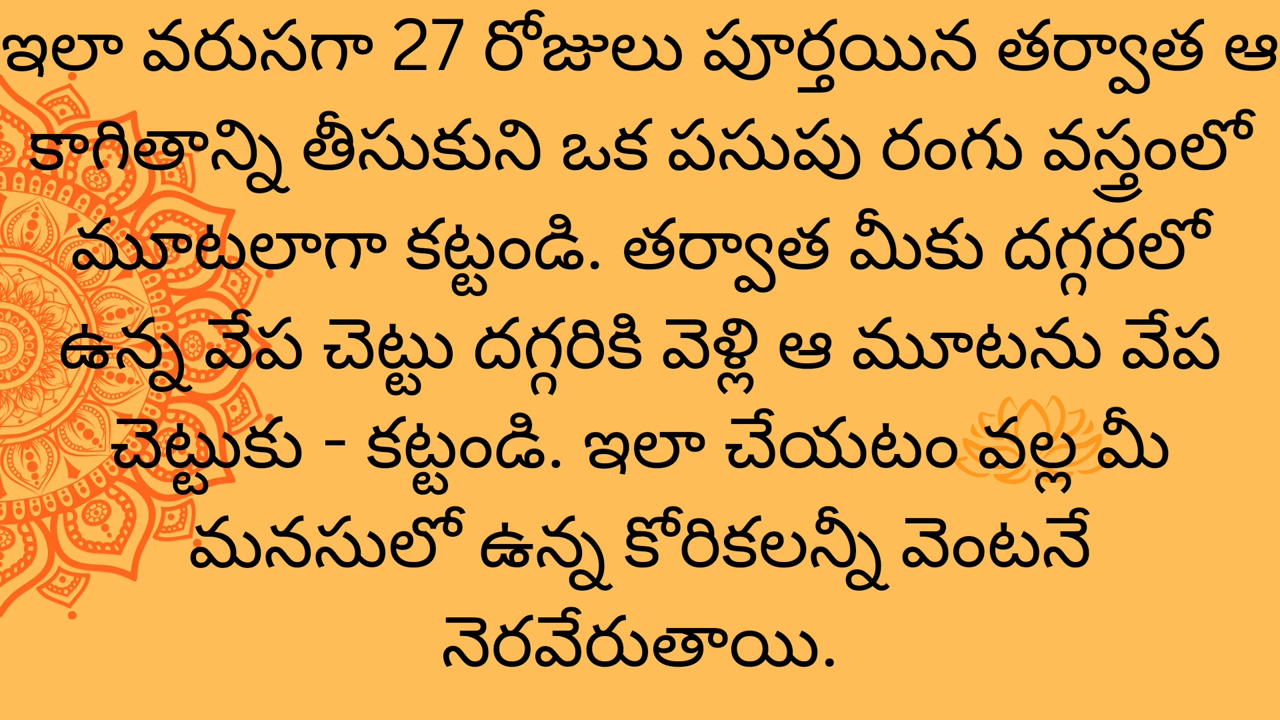 ఇలా వరుసగా 27 రోజులు పూర్తయిన తర్వాత ఆ
కాగితాన్ని తీసుకుని ఒక పసుపు రంగు వస్త్రంలో
మూటలాగా కట్టండి. తర్వాత మీకు దగ్గరలో
ఉన్న వేప చెట్టు దగ్గరికి వెళ్లి ఆ మూటను వేప
చెట్టుకు - కట్టండి. ఇలా చేయటం వల్ల మీ
మనసులో ఉన్న కోరికలన్నీ వెంటనే
నెరవేరుతాయి.